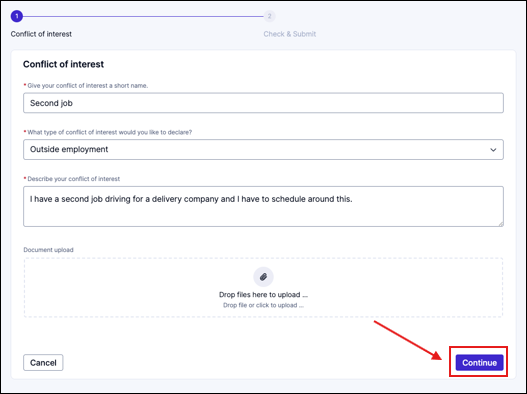 1
2
Conflict of interest
Check & Submit
Conflict of interest
* Give your conflict of interest a short name.
Second job
* What type of conflict of interest would you like to declare?
Outside employment
* Describe your conflict of interest
I have a second job driving for a delivery company and I have to schedule around this.
Document upload
Drop files here to upload ...
Drop file or click to upload ...
Cancel
Continue